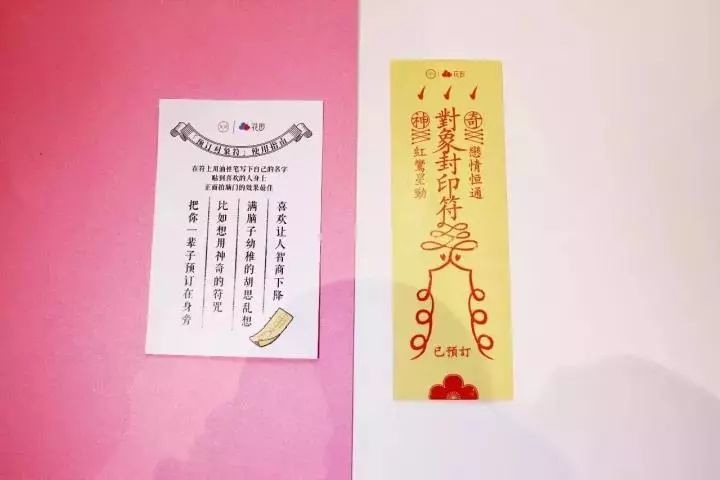 花田
「预订对象符」使用指南
在符上用油性笔写下自己的名字
贴到喜欢的人身上
正面拍脑门的效果最佳
喜欢让人智商下降
满脑子幼稚的胡思乱想
比如想用神奇的符咒
把你一辈子预订在身旁
花田
奇
戀情恒通
對象封印符
神
紅鸞星動
已預訂